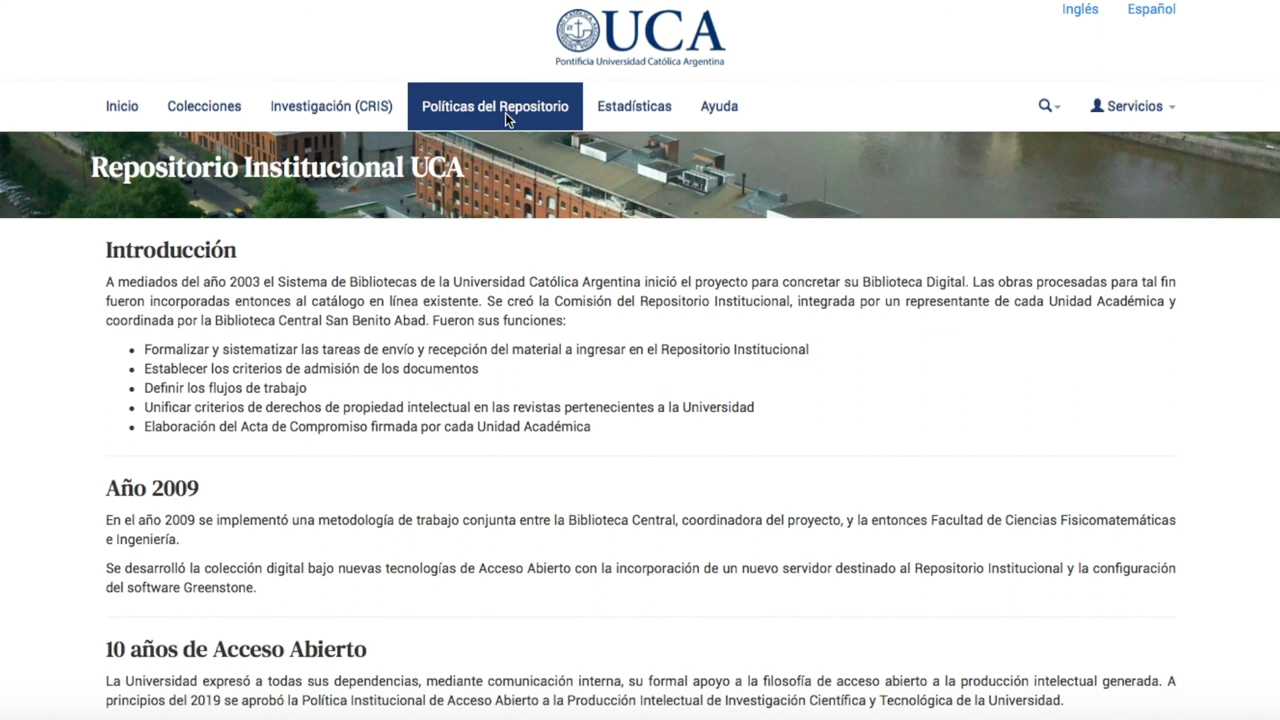 Inglés Español
UCA
Pontificia Universidad Católica Argentina
Inicio Colecciones Investigación (CRIS) Políticas del Repositorio Estadísticas Ayuda Servicios
Repositorio Institucional UCA
Introducción
A mediados del año 2003 el Sistema de Bibliotecas de la Universidad Católica Argentina inició el proyecto para concretar su Biblioteca Digital. Las obras procesadas para tal fin
fueron incorporadas entonces al catálogo en línea existente. Se creó la Comisión del Repositorio Institucional, integrada por un representante de cada Unidad Académica y
coordinada por la Biblioteca Central San Benito Abad. Fueron sus funciones:
• Formalizar y sistematizar las tareas de envío y recepción del material a ingresar en el Repositorio Institucional
• Establecer los criterios de admisión de los documentos
• Definir los flujos de trabajo
• Unificar criterios de derechos de propiedad intelectual en las revistas pertenecientes a la Universidad
• Elaboración del Acta de Compromiso firmada por cada Unidad Académica
Año 2009
En el año 2009 se implementó una metodología de trabajo conjunta entre la Biblioteca Central, coordinadora del proyecto, y la entonces Facultad de Ciencias Fisicomatemáticas
e Ingeniería.
Se desarrolló la colección digital bajo nuevas tecnologías de Acceso Abierto con la incorporación de un nuevo servidor destinado al Repositorio Institucional y la configuración
del software Greenstone.
10 años de Acceso Abierto
La Universidad expresó a todas sus dependencias, mediante comunicación interna, su formal apoyo a la filosofía de acceso abierto a la producción intelectual generada. A
principios del 2019 se aprobó la Política Institucional de Acceso Abierto a la Producción Intelectual de Investigación Científica y Tecnológica de la Universidad.